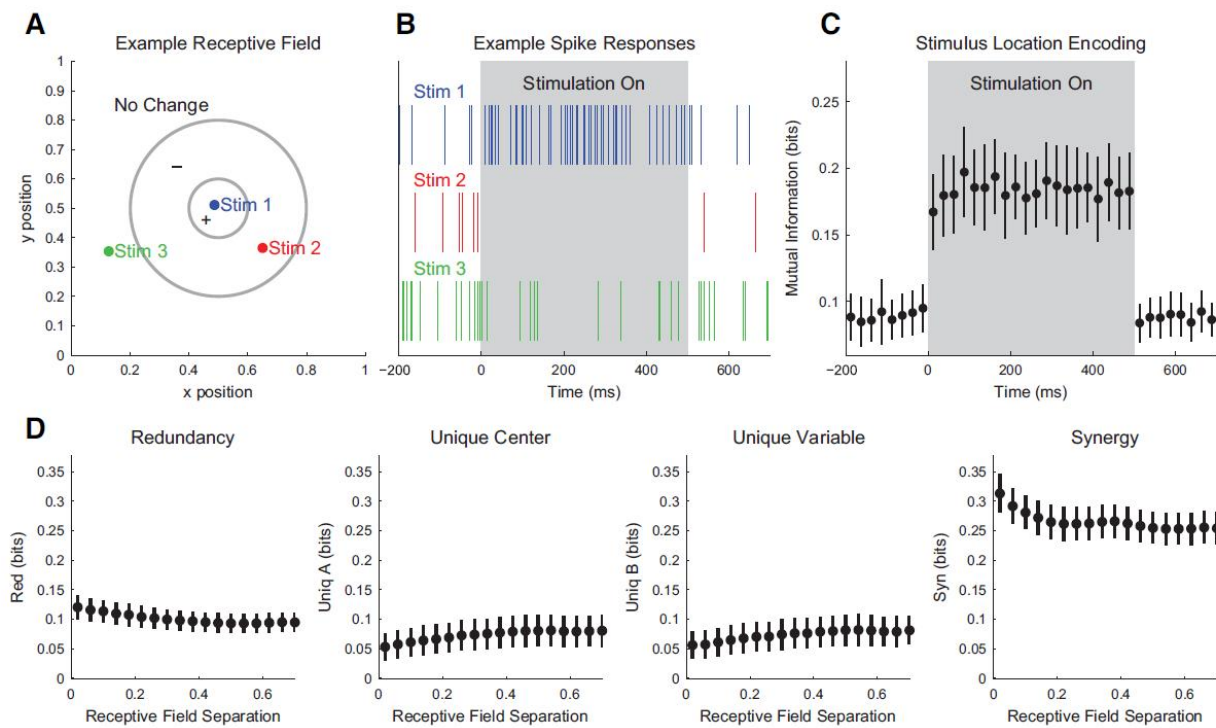 A
Example Receptive Field
1
0.9
0.8
0.7
0.6
0.5
0.4
0.3
0.2
0.1
0
y position
No Change
−
Stim 1
+
Stim 3
Stim 2
0
0.2
0.4
0.6
0.8
1
x position
B
Example Spike Responses
Stimulation On
Stim 1
Stim 2
Stim 3
−200
0
200
400
600
Time (ms)
C
Stimulus Location Encoding
Stimulation On
0.25
0.2
0.15
0.1
Mutual Information (bits)
−200
0
200
400
600
Time (ms)
D
Redundancy
0.35
0.3
0.25
0.2
0.15
0.1
0.05
0
Red (bits)
0
0.2
0.4
0.6
Receptive Field Separation
Unique Center
0.35
0.3
0.25
0.2
0.15
0.1
0.05
0
Uniq A (bits)
0
0.2
0.4
0.6
Receptive Field Separation
Unique Variable
0.35
0.3
0.25
0.2
0.15
0.1
0.05
0
Uniq B (bits)
0
0.2
0.4
0.6
Receptive Field Separation
Synergy
0.35
0.3
0.25
0.2
0.15
0.1
0.05
0
Syn (bits)
0
0.2
0.4
0.6
Receptive Field Separation